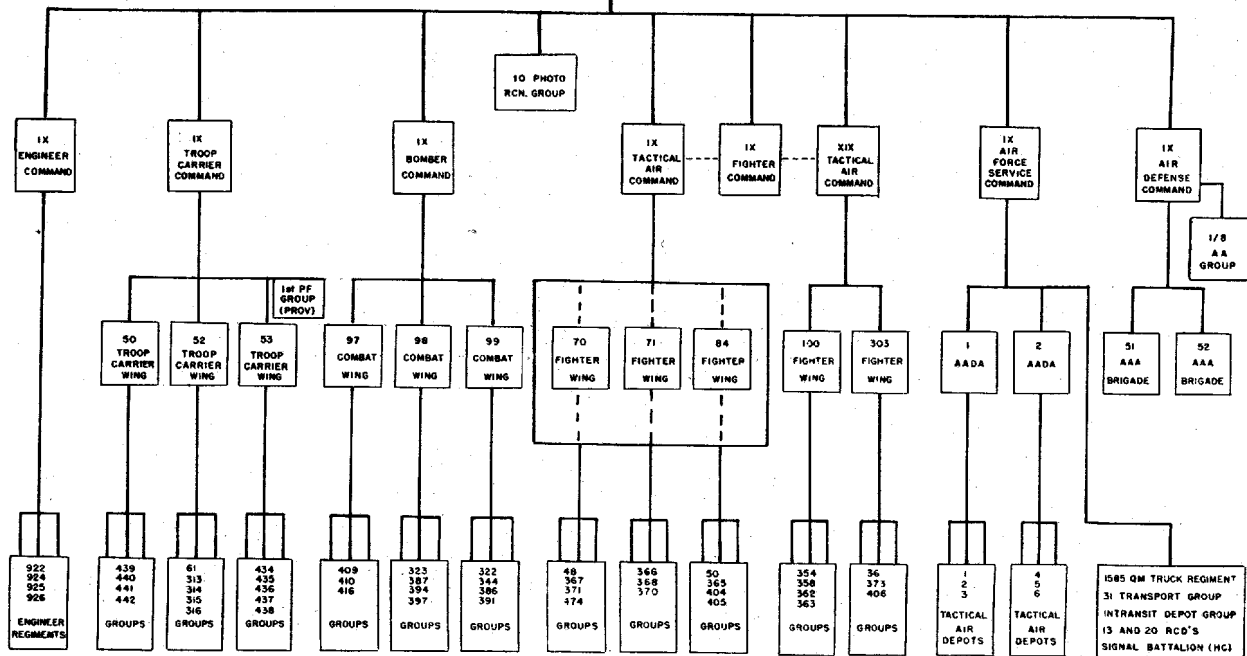 10 PHOTO
RCN. GROUP
IX
ENGINEER
COMMAND
IX
TROOP
CARRIER
COMMAND
IX
BOMBER
COMMAND
IX
TACTICAL
AIR
COMMAND
IX
FIGHTER
COMMAND
XIX
TACTICAL
AIR
COMMAND
IX
AIR
FORCE
SERVICE
COMMAND
IX
AIR
DEFENSE
COMMAND
1/8
AA
GROUP
1st PF
GROUP
(PROV)
50
TROOP
CARRIER
WING
52
TROOP
CARRIER
WING
53
TROOP
CARRIER
WING
97
COMBAT
WING
98
COMBAT
WING
99
COMBAT
WING
70
FIGHTER
WING
71
FIGHTER
WING
84
FIGHTER
WING
100
FIGHTER
WING
303
FIGHTER
WING
1
AADA
2
AADA
51
AAA
BRIGADE
52
AAA
BRIGADE
922
924
925
926
ENGINEER
REGIMENTS
439
440
441
442
GROUPS
61
313
314
315
316
GROUPS
434
435
436
437
438
GROUPS
409
410
416
GROUPS
323
387
394
397
GROUPS
322
344
386
391
GROUPS
48
367
371
474
GROUPS
366
368
370
GROUPS
50
365
404
405
GROUPS
354
358
362
363
GROUPS
36
373
406
GROUPS
1
2
3
TACTICAL
AIR
DEPOTS
4
5
6
TACTICAL
AIR
DEPOTS
1585 QM TRUCK REGIMENT
31 TRANSPORT GROUP
INTRANSIT DEPOT GROUP
13 AND 20 RCD'S
SIGNAL BATTALION (HC)